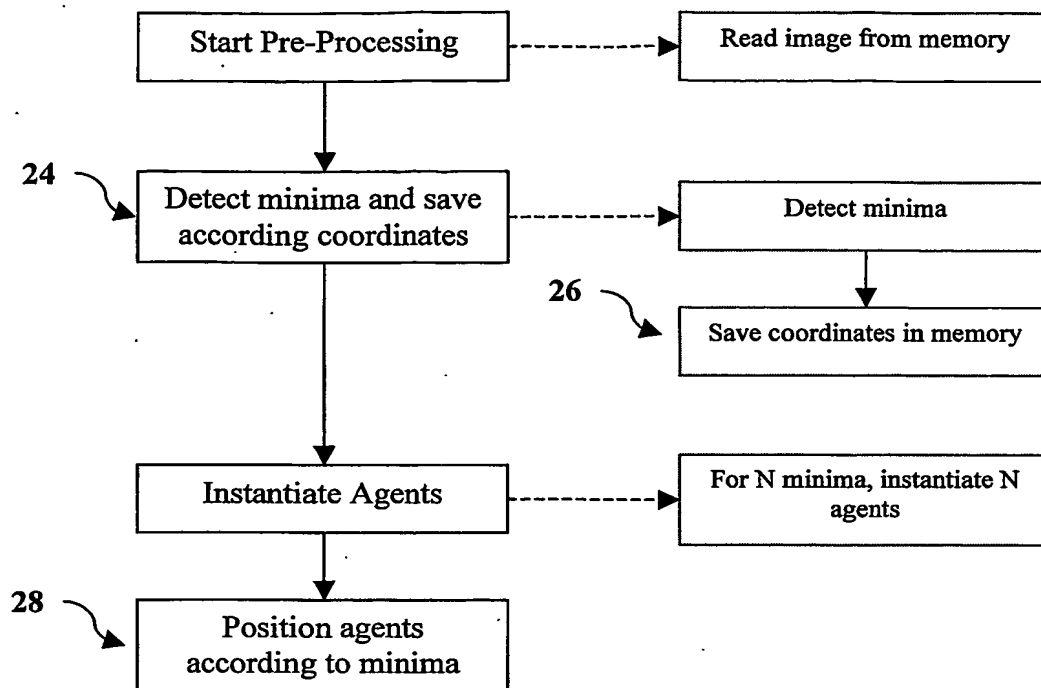 Start Pre-Processing
Read image from memory
24
Detect minima and save
according coordinates
Detect minima
26
Save coordinates in memory
Instantiate Agents
For N minima, instantiate N
agents
28
Position agents
according to minima